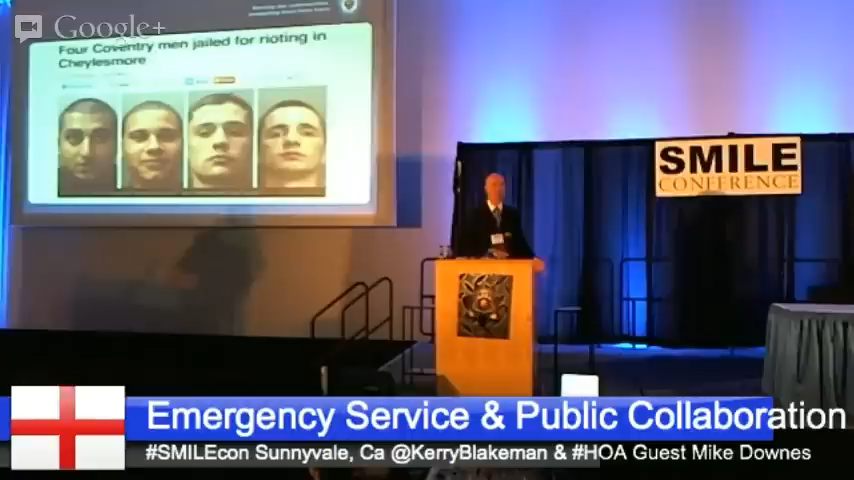 Google+
Four Coventry men jailed for rioting in
Cheylesmore
SMILE
CONFERENCE
Emergency Service & Public Collaboration
#SMILEcon Sunnyvale, Ca @KerryBlakeman & #HOA Guest Mike Downes